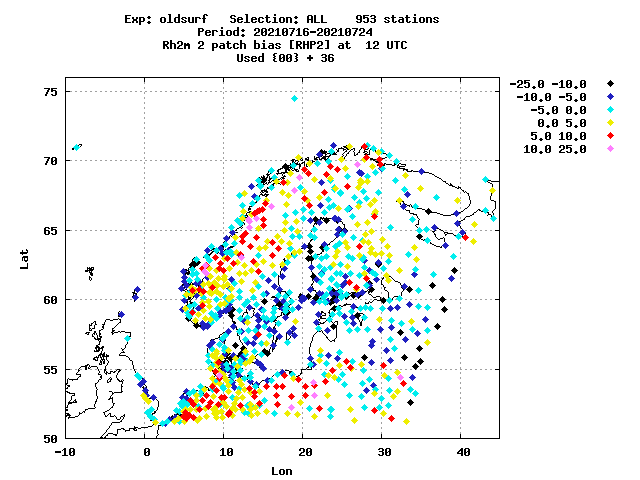 Exp: oldsurf   Selection: ALL    953 stations
Period: 20210716-20210724
Rh2m 2 patch bias [RHP2] at  12 UTC
Used {00} + 36
-25.0 -10.0
-10.0 -5.0
-5.0 0.0
0.0 5.0
5.0 10.0
10.0 25.0
75
70
65
60
55
50
Lat
-10 0 10 20 30 40
Lon